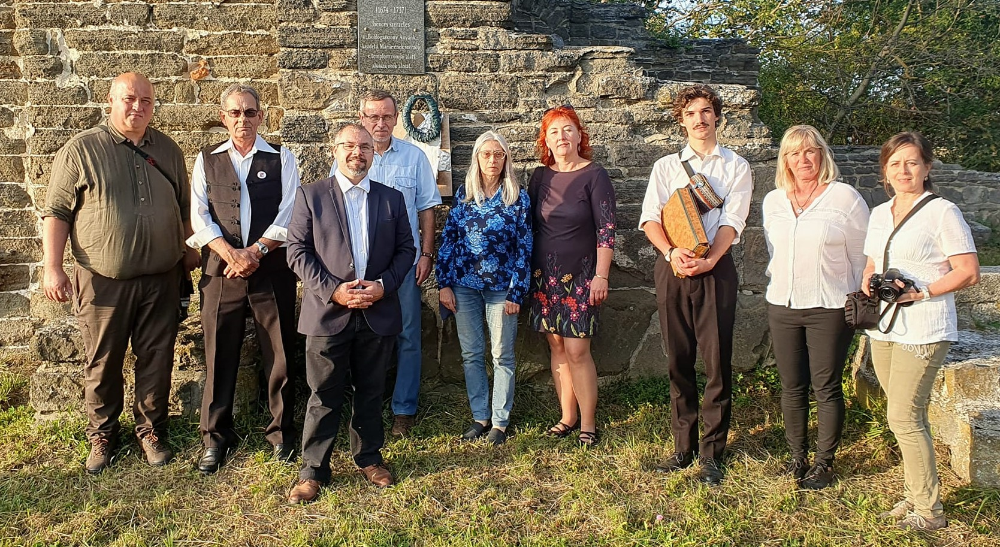 (1674 - 1737)
bencés szerzetes
a „Boldogasszony Anyánk„
kezdetű Mária-ének szerzője
e templom romjai alatt
alussza örök álmát.